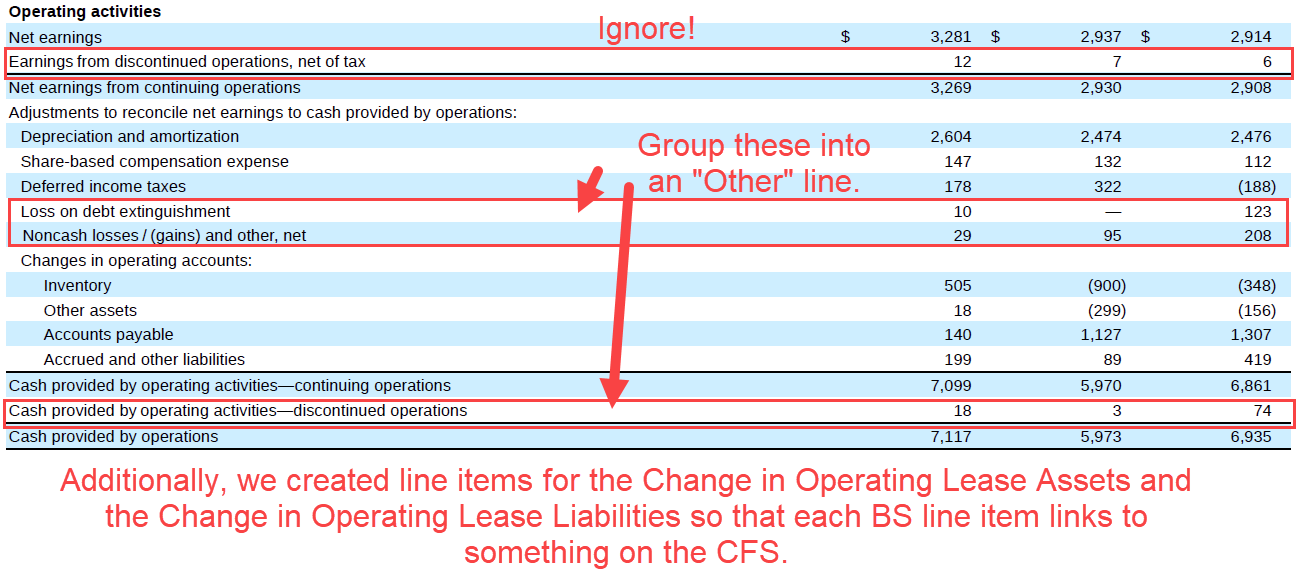 Operating activities
Ignore!
Net earnings $ 3,281 $ 2,937 $ 2,914
Earnings from discontinued operations, net of tax 12 7 6
Net earnings from continuing operations 3,269 2,930 2,908
Adjustments to reconcile net earnings to cash provided by operations:
Depreciation and amortization 2,604 2,474 2,476
Share-based compensation expense 147 132 112
Deferred income taxes 178 322 (188)
Group these into
an "Other" line.
Loss on debt extinguishment 10 — 123
Noncash losses / (gains) and other, net 29 95 208
Changes in operating accounts:
Inventory 505 (900) (348)
Other assets 18 (299) (156)
Accounts payable 140 1,127 1,307
Accrued and other liabilities 199 89 419
Cash provided by operating activities—continuing operations 7,099 5,970 6,861
Cash provided by operating activities—discontinued operations 18 3 74
Cash provided by operations 7,117 5,973 6,935
Additionally, we created line items for the Change in Operating Lease Assets and
the Change in Operating Lease Liabilities so that each BS line item links to
something on the CFS.